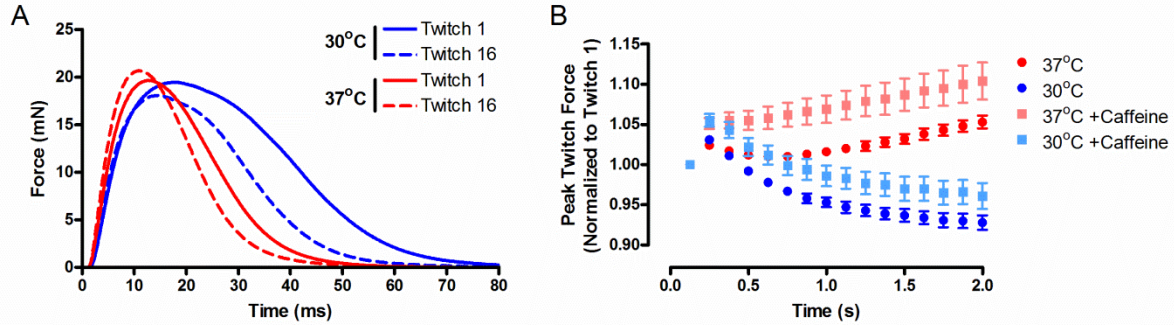 A
Force (mN)
25
20
15
10
5
0
0 10 20 30 40 50 60 70 80
Time (ms)
30°C
Twitch 1
Twitch 16
37°C
Twitch 1
Twitch 16
B
Peak Twitch Force
(Normalized to Twitch 1)
1.15
1.10
1.05
1.00
0.95
0.90
0.0 0.5 1.0 1.5 2.0
Time (s)
37°C
30°C
37°C +Caffeine
30°C +Caffeine